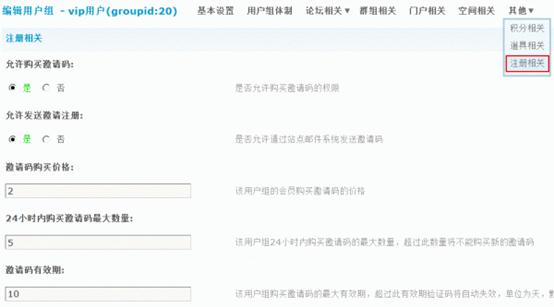 编辑用户组 - vip用户(groupid:20) 基本设置 用户组体制 论坛相关▼ 群组相关 门户相关 空间相关 其他▼
积分相关
道具相关
注册相关
注册相关
允许购买邀请码:
是 否 是否允许购买邀请码的权限
允许发送邀请注册:
是 否 是否允许通过站点邮件系统发送邀请码
邀请码购买价格:
2 该用户组的会员购买邀请码的价格
24小时内购买邀请码最大数量:
5 该用户组24小时内购买邀请码的最大数量，超过此数量将不能购买新的邀请码
邀请码有效期:
10 该用户组购买邀请码的最大有效期，超过此有效期验证码将自动失效，单位为天，